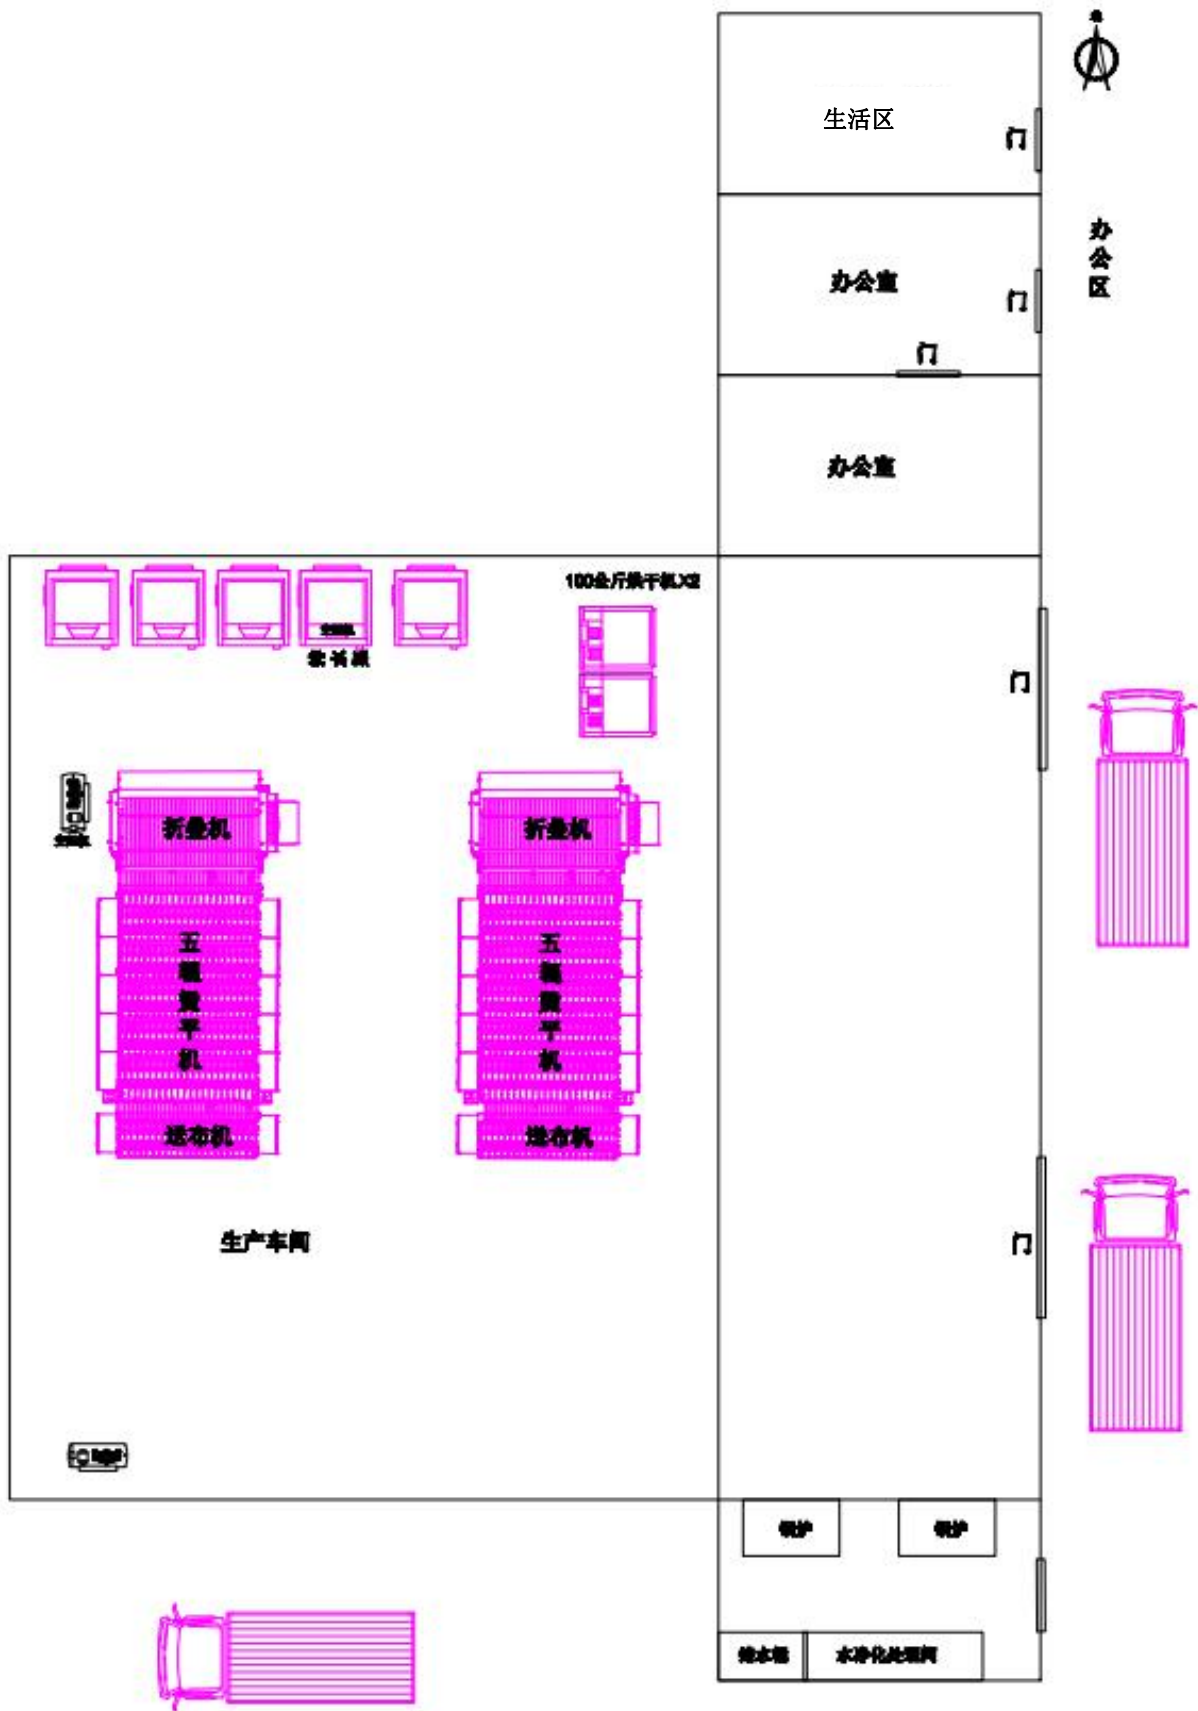 北
生活区
门
办公区
办公室
门
门
办公室
100公斤烘干机X2
门
折叠机
折叠机
五
辊
烫
平
机
五
辊
烫
平
机
送布机
送布机
生产车间
门
锅炉
锅炉
水净化处理间